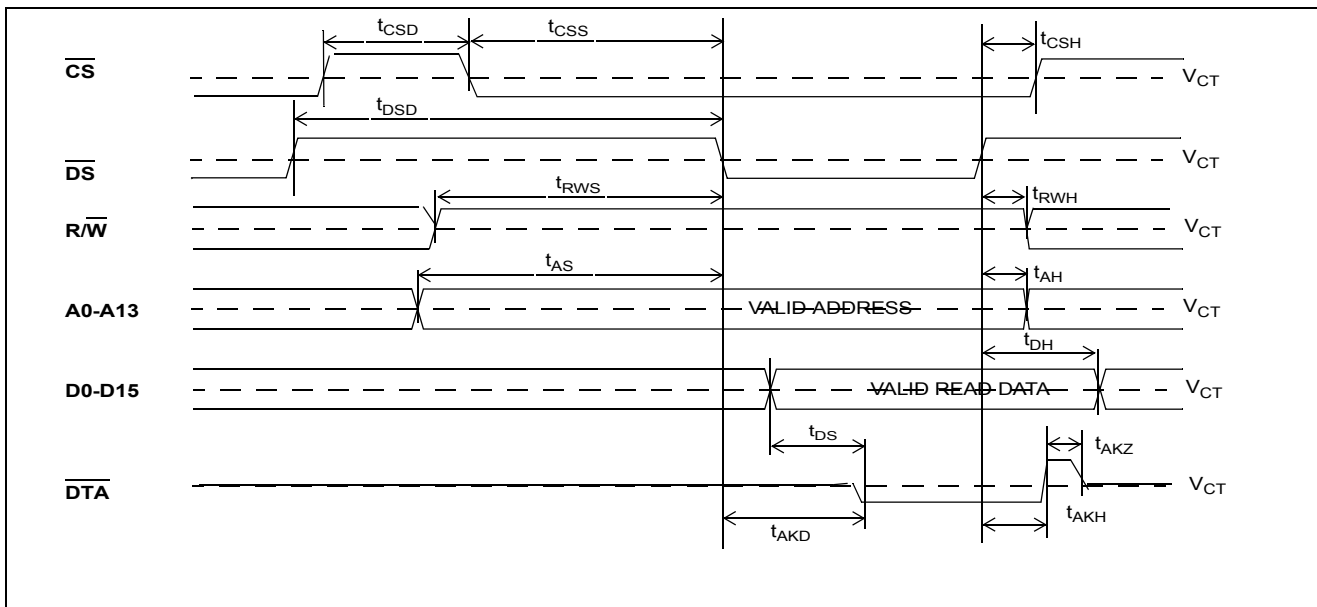 tCSD tCSS tCSH
CS VCT
tDSD
DS VCT
tRWS tRWH
R/W VCT
tAS tAH
A0-A13 VALID ADDRESS VCT
tDH
D0-D15 VALID READ DATA VCT
tDS tAKZ
DTA VCT
tAKD tAKH